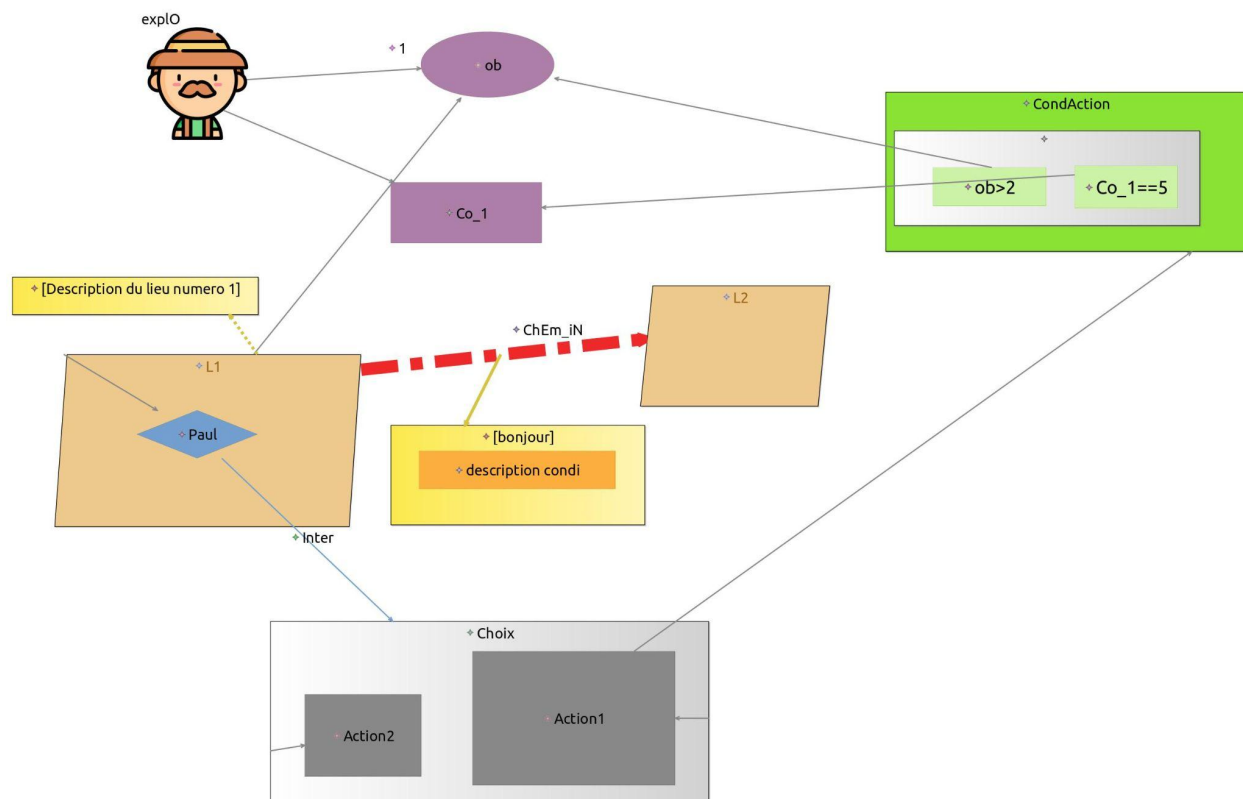 explO
1
ob
CondAction
ob>2
Co_1==5
Co_1
[Description du lieu numero 1]
L2
ChEm_iN
L1
Paul
[bonjour]
description condi
Inter
Choix
Action1
Action2